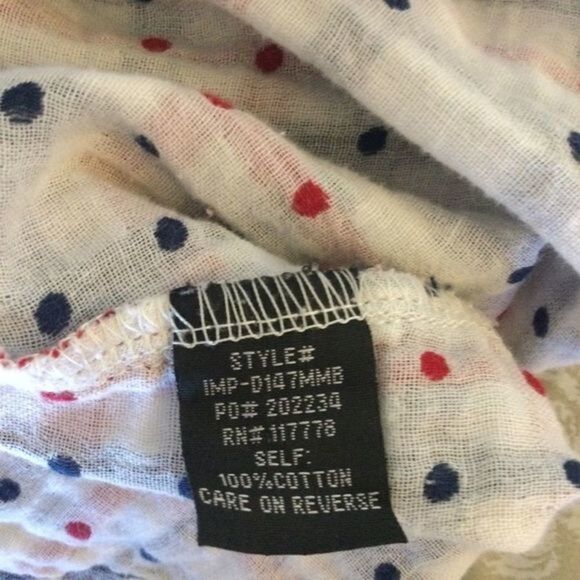 STYLE#
IMP-D147MMB
PO# 202234
RN# 117778
SELF:
100%COTTON
CARE ON REVERSE